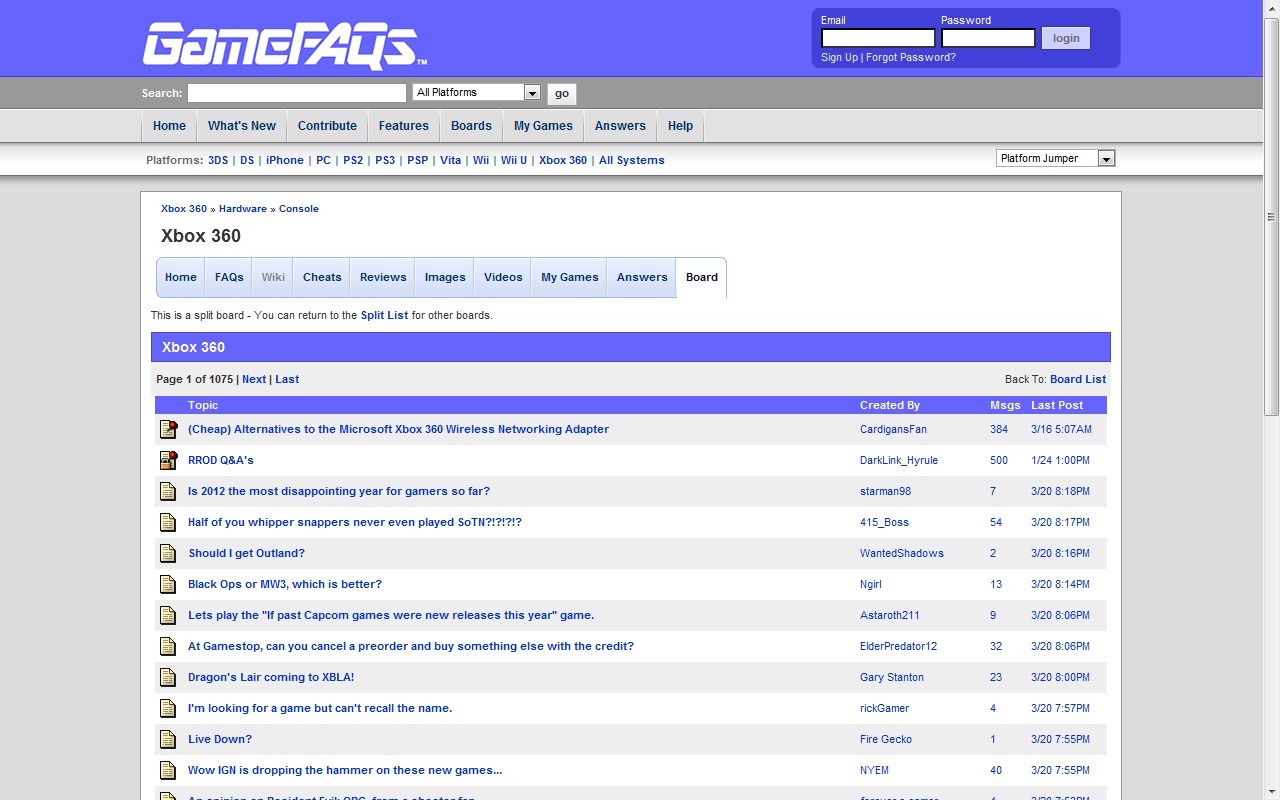 GameFAQs™
Email Password
login
Sign Up | Forgot Password?
Search: All Platforms go
Home What's New Contribute Features Boards My Games Answers Help
Platforms: 3DS | DS | iPhone | PC | PS2 | PS3 | PSP | Vita | Wii | Wii U | Xbox 360 | All Systems Platform Jumper
Xbox 360 » Hardware » Console
Xbox 360
Home FAQs Wiki Cheats Reviews Images Videos My Games Answers Board
This is a split board - You can return to the Split List for other boards.
Xbox 360
Page 1 of 1075 | Next | Last Back To: Board List
Topic Created By Msgs Last Post
(Cheap) Alternatives to the Microsoft Xbox 360 Wireless Networking Adapter CardigansFan 384 3/16 5:07AM
RROD Q&A's DarkLink_Hyrule 500 1/24 1:00PM
Is 2012 the most disappointing year for gamers so far? starman98 7 3/20 8:18PM
Half of you whipper snappers never even played SoTN?!?!?!? 415_Boss 54 3/20 8:17PM
Should I get Outland? WantedShadows 2 3/20 8:16PM
Black Ops or MW3, which is better? Ngirl 13 3/20 8:14PM
Lets play the "If past Capcom games were new releases this year" game. Astaroth211 9 3/20 8:06PM
At Gamestop, can you cancel a preorder and buy something else with the credit? ElderPredator12 32 3/20 8:06PM
Dragon's Lair coming to XBLA! Gary Stanton 23 3/20 8:00PM
I'm looking for a game but can't recall the name. rickGamer 4 3/20 7:57PM
Live Down? Fire Gecko 1 3/20 7:55PM
Wow IGN is dropping the hammer on these new games... NYEM 40 3/20 7:55PM